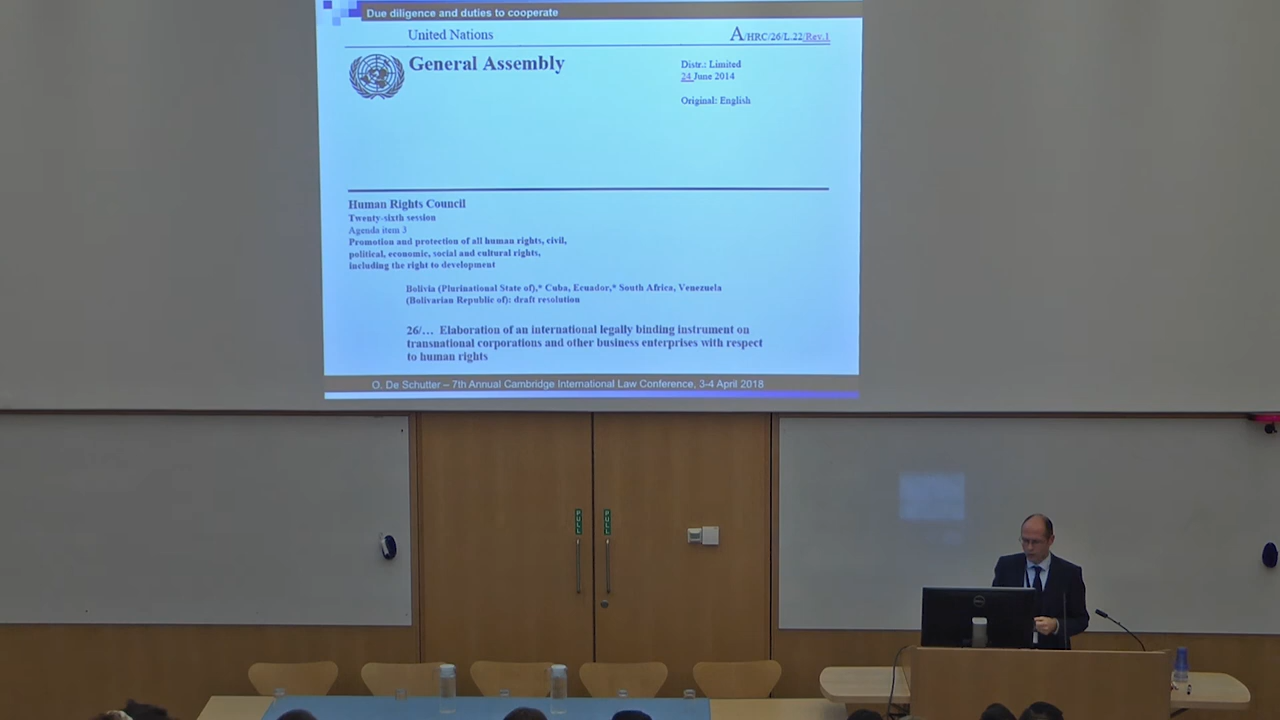 Due diligence and duties to cooperate
United Nations
A/HRC/26/L.22/Rev.1
General Assembly
Distr.: Limited
24 June 2014
Original: English
Human Rights Council
Twenty-sixth session
Agenda item 3
Promotion and protection of all human rights, civil,
political, economic, social and cultural rights,
including the right to development
Bolivia (Plurinational State of),* Cuba, Ecuador,* South Africa, Venezuela
(Bolivarian Republic of): draft resolution
26/… Elaboration of an international legally binding instrument on
transnational corporations and other business enterprises with respect
to human rights
O. De Schutter – 7th Annual Cambridge International Law Conference, 3-4 April 2018
PULL
PULL
DELL